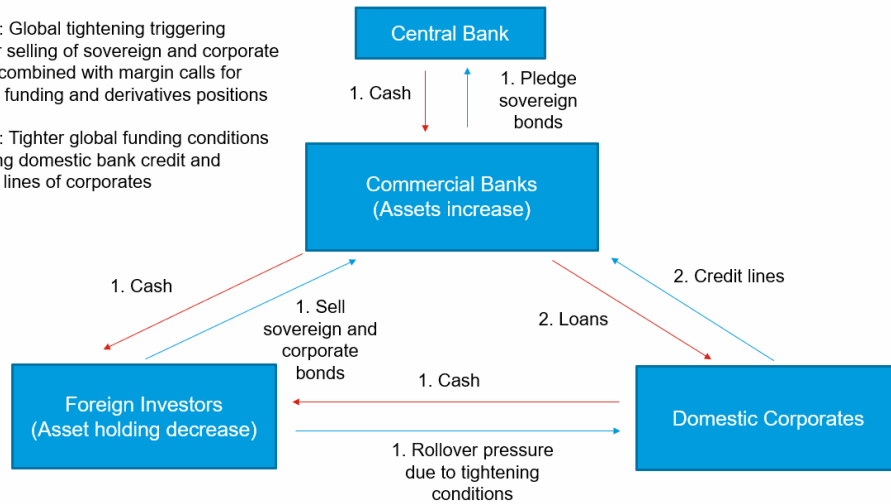 : Global tightening triggering
selling of sovereign and corporate
combined with margin calls for
funding and derivatives positions
: Tighter global funding conditions
domestic bank credit and
lines of corporates
Central Bank
1. Cash
1. Pledge
sovereign
bonds
Commercial Banks
(Assets increase)
1. Cash
1. Sell
sovereign and
corporate
bonds
2. Credit lines
2. Loans
Foreign Investors
(Asset holding decrease)
1. Cash
Domestic Corporates
1. Rollover pressure
due to tightening
conditions